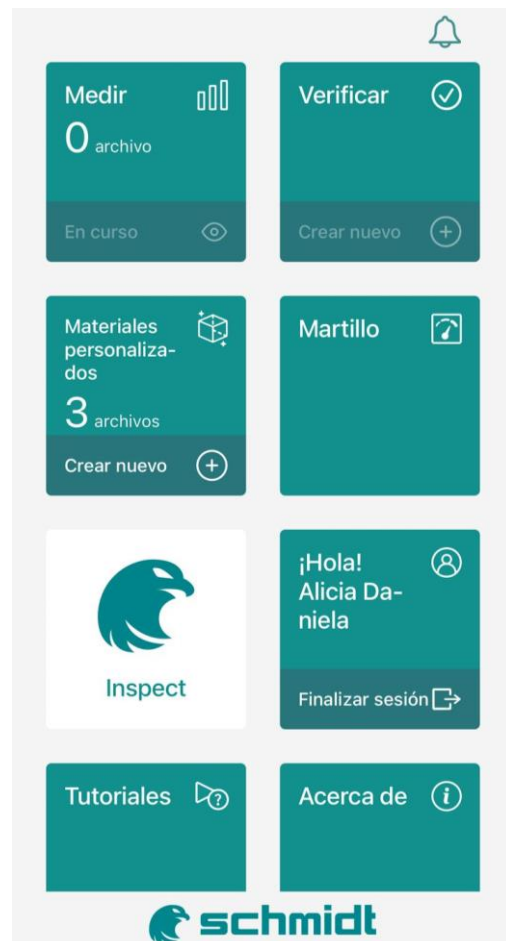 Medir
0 archivo
En curso
Verificar
Crear nuevo
Materiales
personaliza-
dos
3 archivos
Crear nuevo
Martillo
Inspect
¡Hola!
Alicia Da-
niela
Finalizar sesión
Tutoriales
Acerca de
schmidt